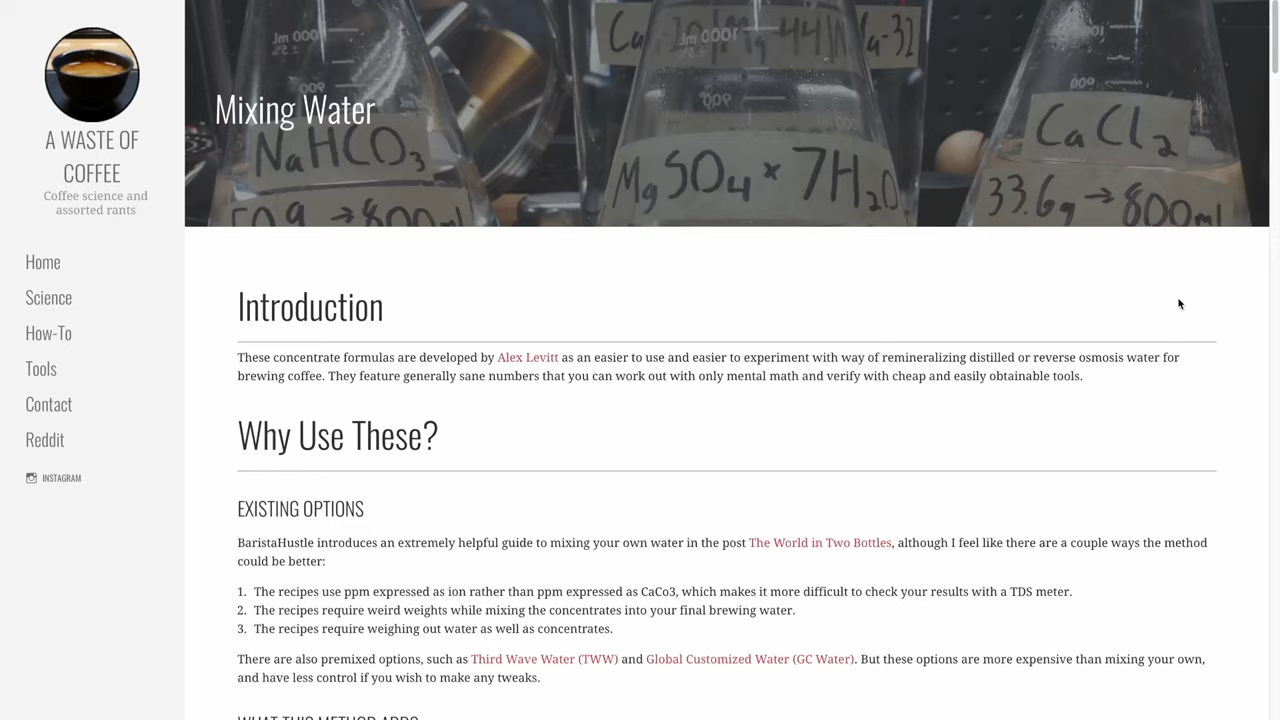 A WASTE OF
COFFEE
Coffee science and
assorted rants
Home
Science
How-To
Tools
Contact
Reddit
INSTAGRAM
Mixing Water
NaHCO3
MgSO4 × 7H2O
CaCl2
33.6g → 800ml
Introduction
These concentrate formulas are developed by Alex Levitt as an easier to use and easier to experiment with way of remineralizing distilled or reverse osmosis water for
brewing coffee. They feature generally sane numbers that you can work out with only mental math and verify with cheap and easily obtainable tools.
Why Use These?
EXISTING OPTIONS
BaristaHustle introduces an extremely helpful guide to mixing your own water in the post The World in Two Bottles, although I feel like there are a couple ways the method
could be better:
1. The recipes use ppm expressed as ion rather than ppm expressed as CaCo3, which makes it more difficult to check your results with a TDS meter.
2. The recipes require weird weights while mixing the concentrates into your final brewing water.
3. The recipes require weighing out water as well as concentrates.
There are also premixed options, such as Third Wave Water (TWW) and Global Customized Water (GC Water). But these options are more expensive than mixing your own,
and have less control if you wish to make any tweaks.
WHAT THIS METHOD ADDS